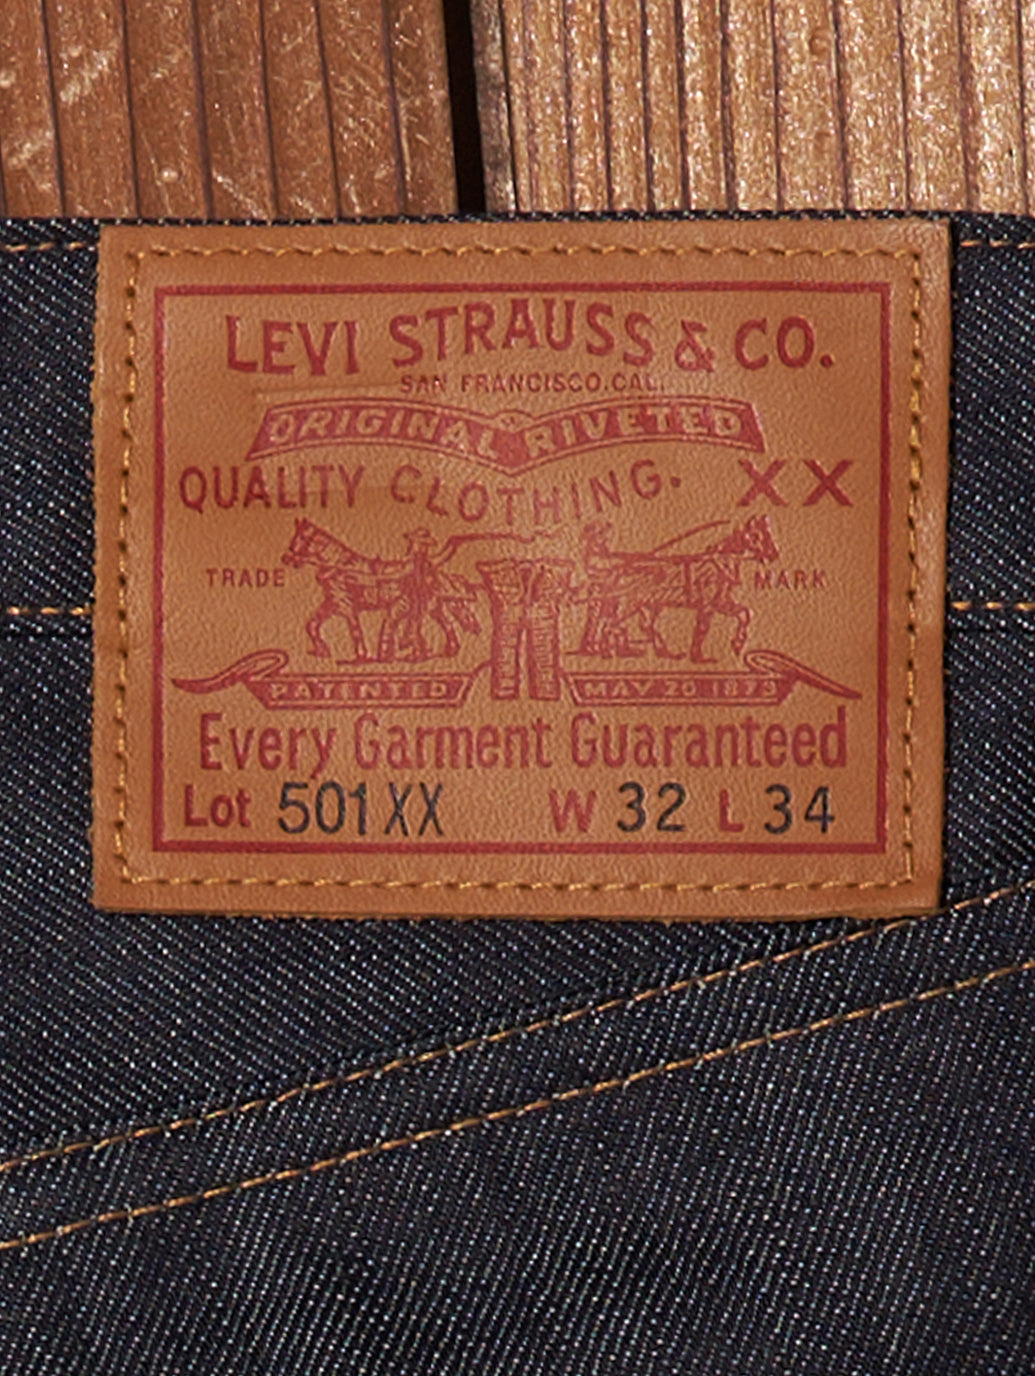 LEVI STRAUSS & CO.
SAN FRANCISCO.CAL.
ORIGINAL RIVETED
QUALITY CLOTHING. XX
TRADE MARK
PATENTED MAY 20 1873
Every Garment Guaranteed
Lot 501XX W 32 L 34